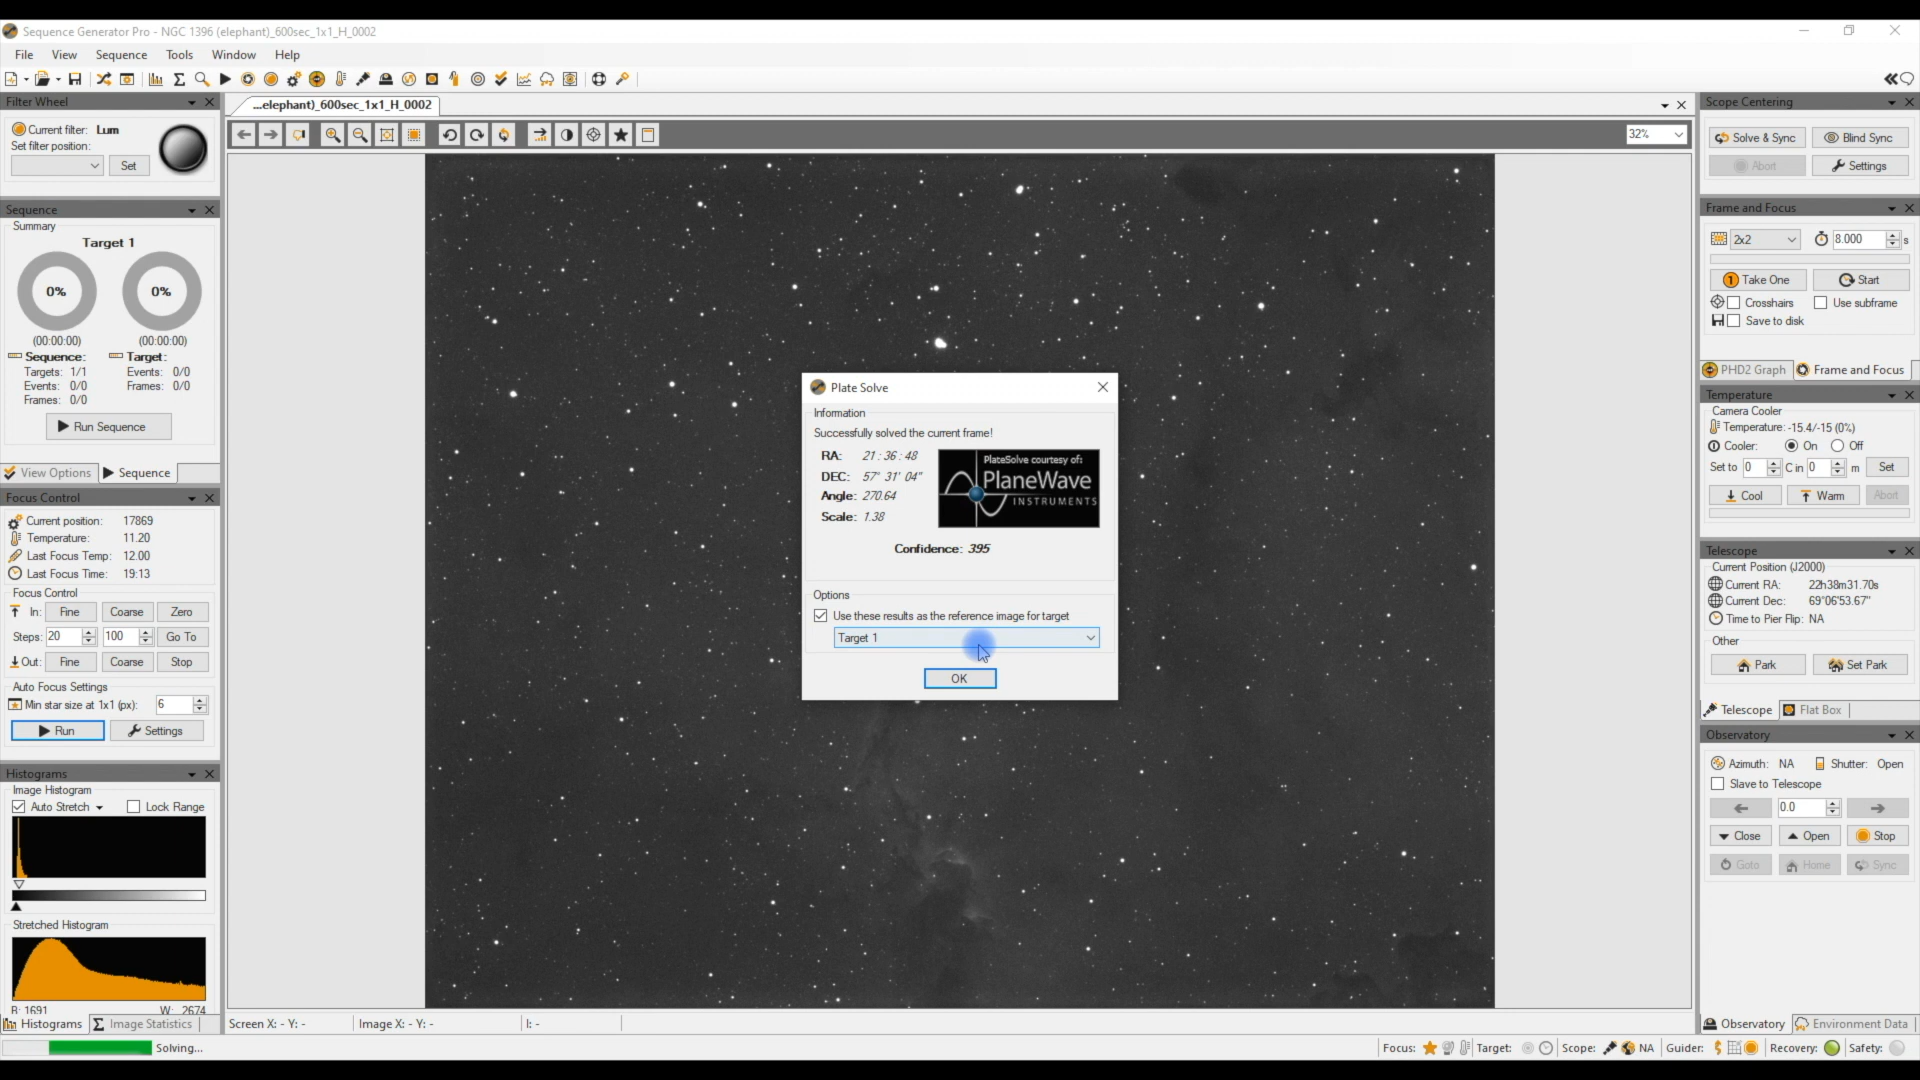 Sequence Generator Pro - NGC 1396 (elephant)_600sec_1x1_H_0002
File View Sequence Tools Window Help
Filter Wheel
Current filter: Lum
Set filter position:
Set
Sequence
Summary
Target 1
0% 0%
(00:00:00) (00:00:00)
Sequence: Target:
Targets: 1/1 Events: 0/0
Events: 0/0 Frames: 0/0
Frames: 0/0
Run Sequence
View Options Sequence
Focus Control
Current position: 17869
Temperature: 11.20
Last Focus Temp: 12.00
Last Focus Time: 19:13
Focus Control
In: Fine Coarse Zero
Steps: 20 100 Go To
Out: Fine Coarse Stop
Auto Focus Settings
Min star size at 1x1 (px): 6
Run Settings
Histograms
Image Histogram
Auto Stretch Lock Range
Stretched Histogram
B: 1691 W: 2674
Histograms Image Statistics
Solving...
...elephant)_600sec_1x1_H_0002
32%
Plate Solve
Information
Successfully solved the current frame!
RA: 21 : 36 : 48
DEC: 57° 31' 04"
Angle: 270.64
Scale: 1.38
PlateSolve courtesy of:
PlaneWave
INSTRUMENTS
Confidence: 395
Options
Use these results as the reference image for target
Target 1
OK
Screen X: - Y: - Image X: - Y: - I: -
Scope Centering
Solve & Sync Blind Sync
Abort Settings
Frame and Focus
2x2 8.000 s
Take One Start
Crosshairs Use subframe
Save to disk
PHD2 Graph Frame and Focus
Temperature
Camera Cooler
Temperature: -15.4/-15 (0%)
Cooler: On Off
Set to 0 C in 0 m Set
Cool Warm Abort
Telescope
Current Position (J2000)
Current RA: 22h38m31.70s
Current Dec: 69°06'53.67"
Time to Pier Flip: NA
Other
Park Set Park
Telescope Flat Box
Observatory
Azimuth: NA Shutter: Open
Slave to Telescope
0.0
Close Open Stop
Goto Home Sync
Observatory Environment Data
Focus: Target: Scope: NA Guider: Recovery: Safety: